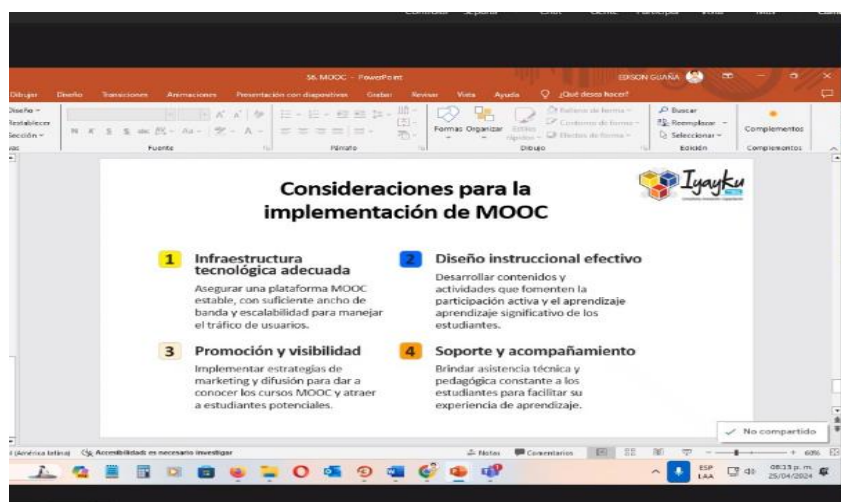 S6. MOOC - PowerPoint
EDISON GUAÑA
Dibujar Diseño Transiciones Animaciones Presentación con diapositivas Grabar Revisar Vista Ayuda ¿Qué desea hacer?
Diseño
Restablecer
Sección
Fuente
Párrafo
Formas Organizar Estilos rápidos
Relleno de forma
Contorno de forma
Efectos de forma
Dibujo
Buscar
Reemplazar
Seleccionar
Edición
Complementos
Complementos
Consideraciones para la
implementación de MOOC
Iyayku
1 Infraestructura
tecnológica adecuada
Asegurar una plataforma MOOC
estable, con suficiente ancho de
banda y escalabilidad para manejar
el tráfico de usuarios.
2 Diseño instruccional efectivo
Desarrollar contenidos y
actividades que fomenten la
participación activa y el aprendizaje
aprendizaje significativo de los
estudiantes.
3 Promoción y visibilidad
Implementar estrategias de
marketing y difusión para dar a
conocer los cursos MOOC y atraer
a estudiantes potenciales.
4 Soporte y acompañamiento
Brindar asistencia técnica y
pedagógica constante a los
estudiantes para facilitar su
experiencia de aprendizaje.
No compartido
(América latina) Accesibilidad: es necesario investigar
Notas Comentarios
60%
ESP
LAA
08:13 p. m.
25/04/2024